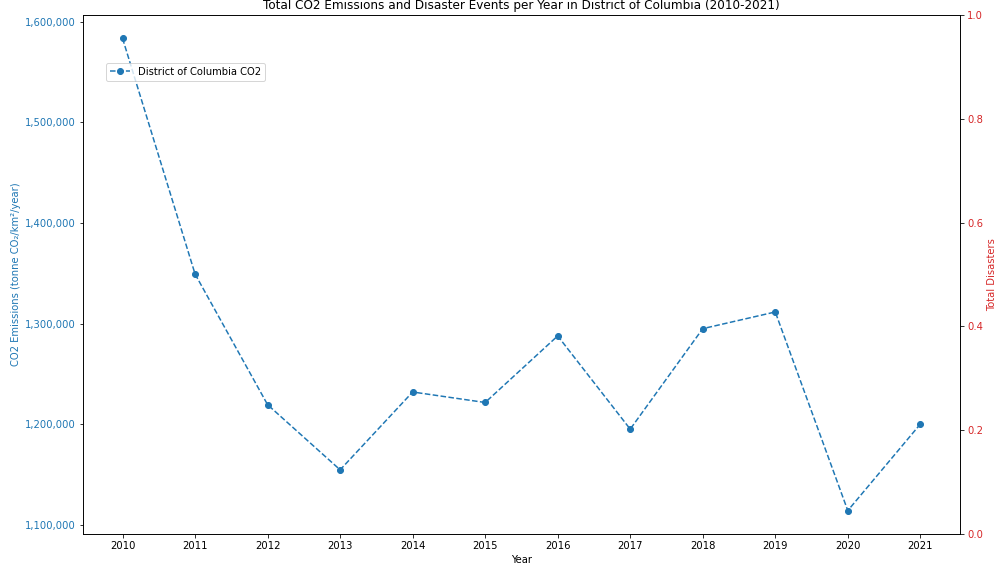 Total CO2 Emissions and Disaster Events per Year in District of Columbia (2010-2021)
1,600,000
1,500,000
1,400,000
1,300,000
1,200,000
1,100,000
CO2 Emissions (tonne CO₂/km²/year)
District of Columbia CO2
1.0
0.8
0.6
0.4
0.2
0.0
Total Disasters
2010 2011 2012 2013 2014 2015 2016 2017 2018 2019 2020 2021
Year